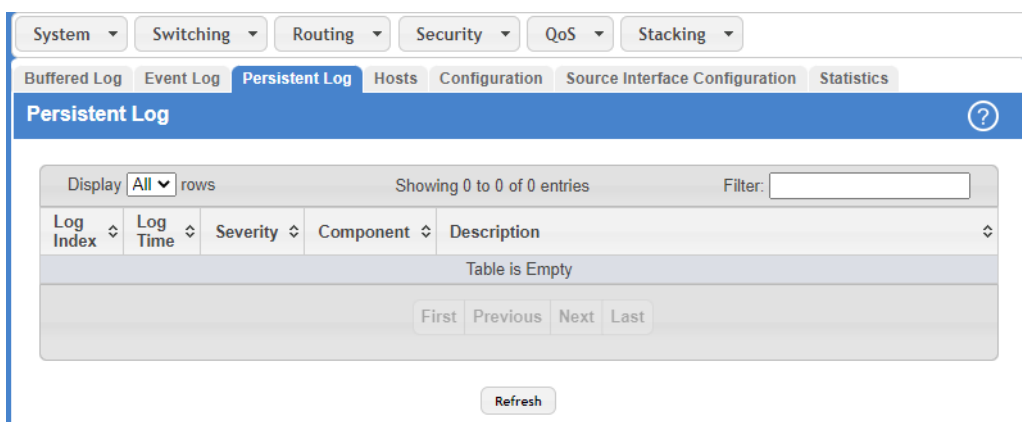 System Switching Routing Security QoS Stacking
Buffered Log Event Log Persistent Log Hosts Configuration Source Interface Configuration Statistics
Persistent Log ?
Display All rows Showing 0 to 0 of 0 entries Filter:
Log Index Log Time Severity Component Description
Table is Empty
First Previous Next Last
Refresh